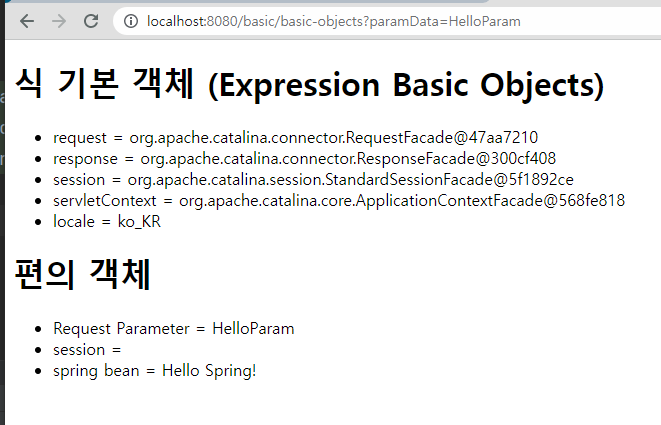 localhost:8080/basic/basic-objects?paramData=HelloParam
식 기본 객체 (Expression Basic Objects)
request = org.apache.catalina.connector.RequestFacade@47aa7210
response = org.apache.catalina.connector.ResponseFacade@300cf408
session = org.apache.catalina.session.StandardSessionFacade@5f1892ce
servletContext = org.apache.catalina.core.ApplicationContextFacade@568fe818
locale = ko_KR
편의 객체
Request Parameter = HelloParam
session =
spring bean = Hello Spring!